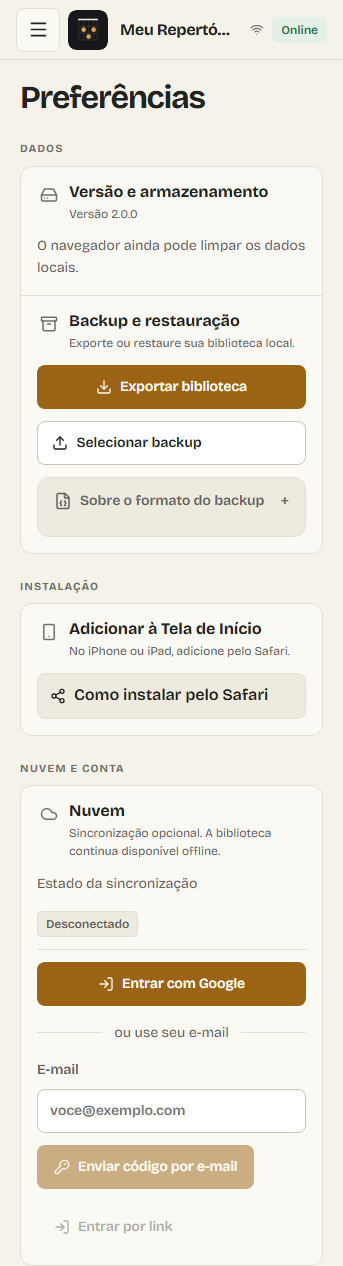 Meu Repertó...
Online
Preferências
DADOS
Versão e armazenamento
Versão 2.0.0
O navegador ainda pode limpar os dados
locais.
Backup e restauração
Exporte ou restaure sua biblioteca local.
Exportar biblioteca
Selecionar backup
Sobre o formato do backup +
INSTALAÇÃO
Adicionar à Tela de Início
No iPhone ou iPad, adicione pelo Safari.
Como instalar pelo Safari
NUVEM E CONTA
Nuvem
Sincronização opcional. A biblioteca
continua disponível offline.
Estado da sincronização
Desconectado
Entrar com Google
ou use seu e-mail
E-mail
voce@exemplo.com
Enviar código por e-mail
Entrar por link